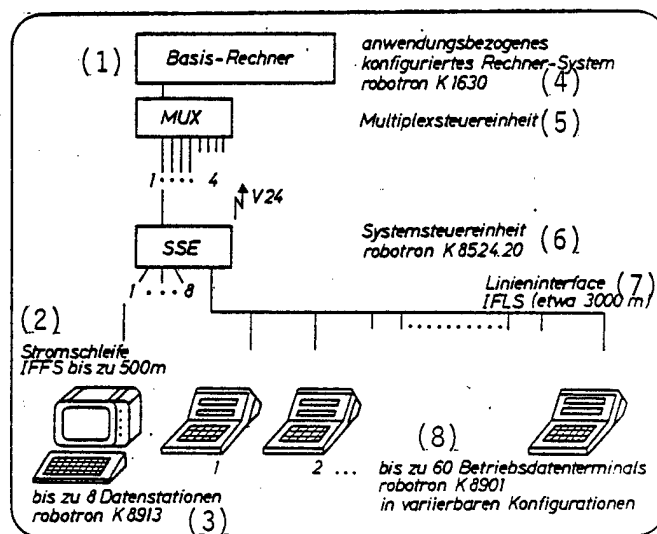 (1) Basis-Rechner
anwendungsbezogenes
konfiguriertes Rechner-System
robotron K 1630 (4)
MUX
Multiplexsteuereinheit (5)
1 .... 4
V24
SSE
Systemsteuereinheit
robotron K 8524.20 (6)
1 ... 8
Linieninterface (7)
IFLS (etwa 3000 m)
(2)
Stromschleife
IFFS bis zu 500m
1
2 ...
(8)
bis zu 8 Datenstationen
robotron K 8913 (3)
bis zu 60 Betriebsdatenterminals
robotron K 8901
in variierbaren Konfigurationen